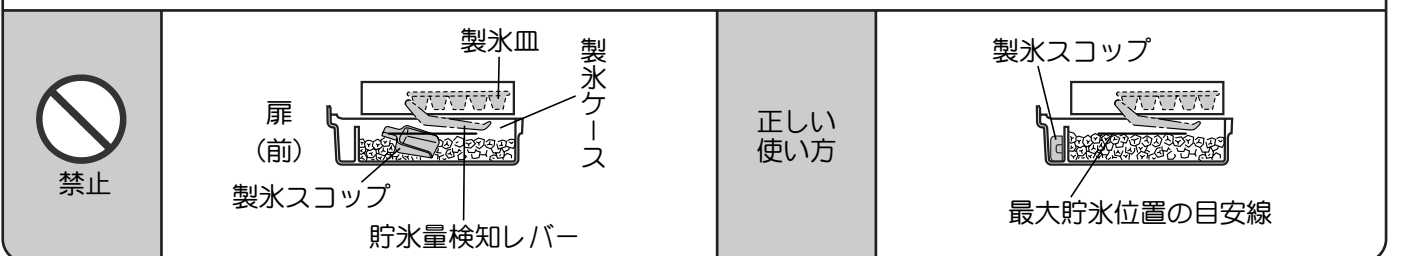 禁止
製氷皿
製氷ケース
扉
（前）
製氷スコップ
貯氷量検知レバー
正しい
使い方
製氷スコップ
最大貯氷位置の目安線